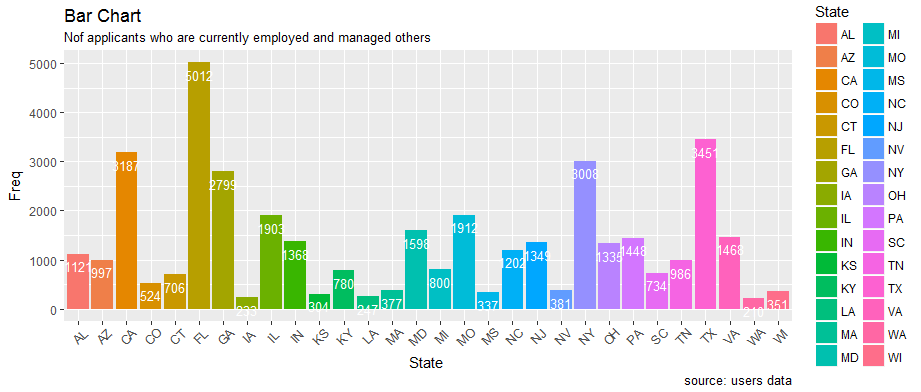 Bar Chart
Nof applicants who are currently employed and managed others
Freq
5000
4000
3000
2000
1000
0
1121 997 3187 524 706 5012 2799 1903 1368 304 780 247 377 1598 800 1912 337 1202 1349 381 3008 1335 1448 734 986 3451 1468 351
AL AZ CA CO CT FL GA IA IL IN KS KY LA MA MD MI MO MS NC NJ NV NY OH PA SC TN TX VA WA WI
State
source: users data
State
AL MI
AZ MO
CA MS
CO NC
CT NJ
FL NV
GA NY
IA OH
IL PA
IN SC
KS TN
KY TX
LA VA
MA WA
MD WI